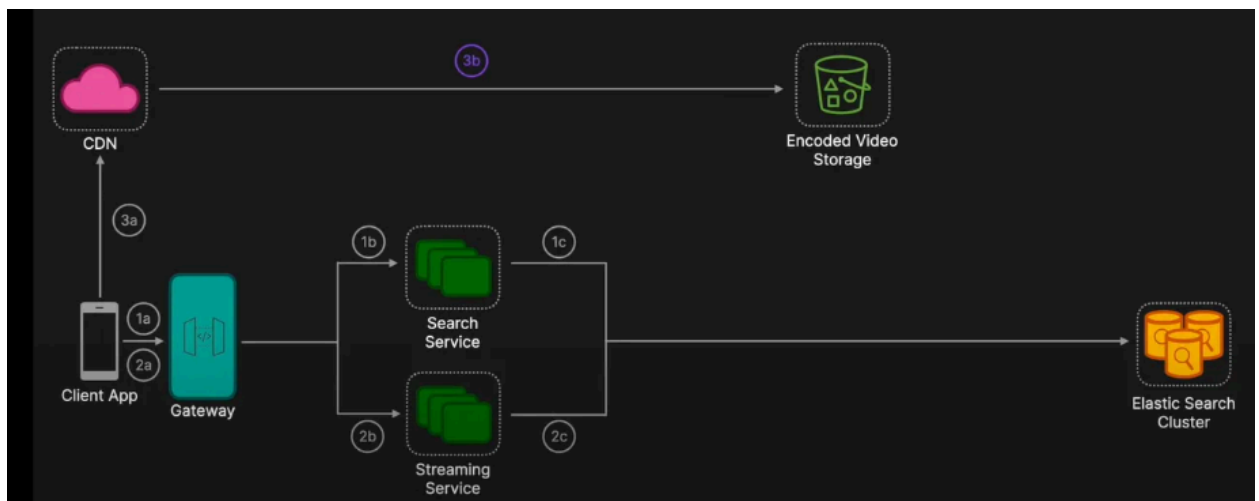 3b
CDN
Encoded Video
Storage
3a
1b
1c
1a
</>
Search
Service
2a
Client App
Gateway
Elastic Search
Cluster
2b
2c
Streaming
Service